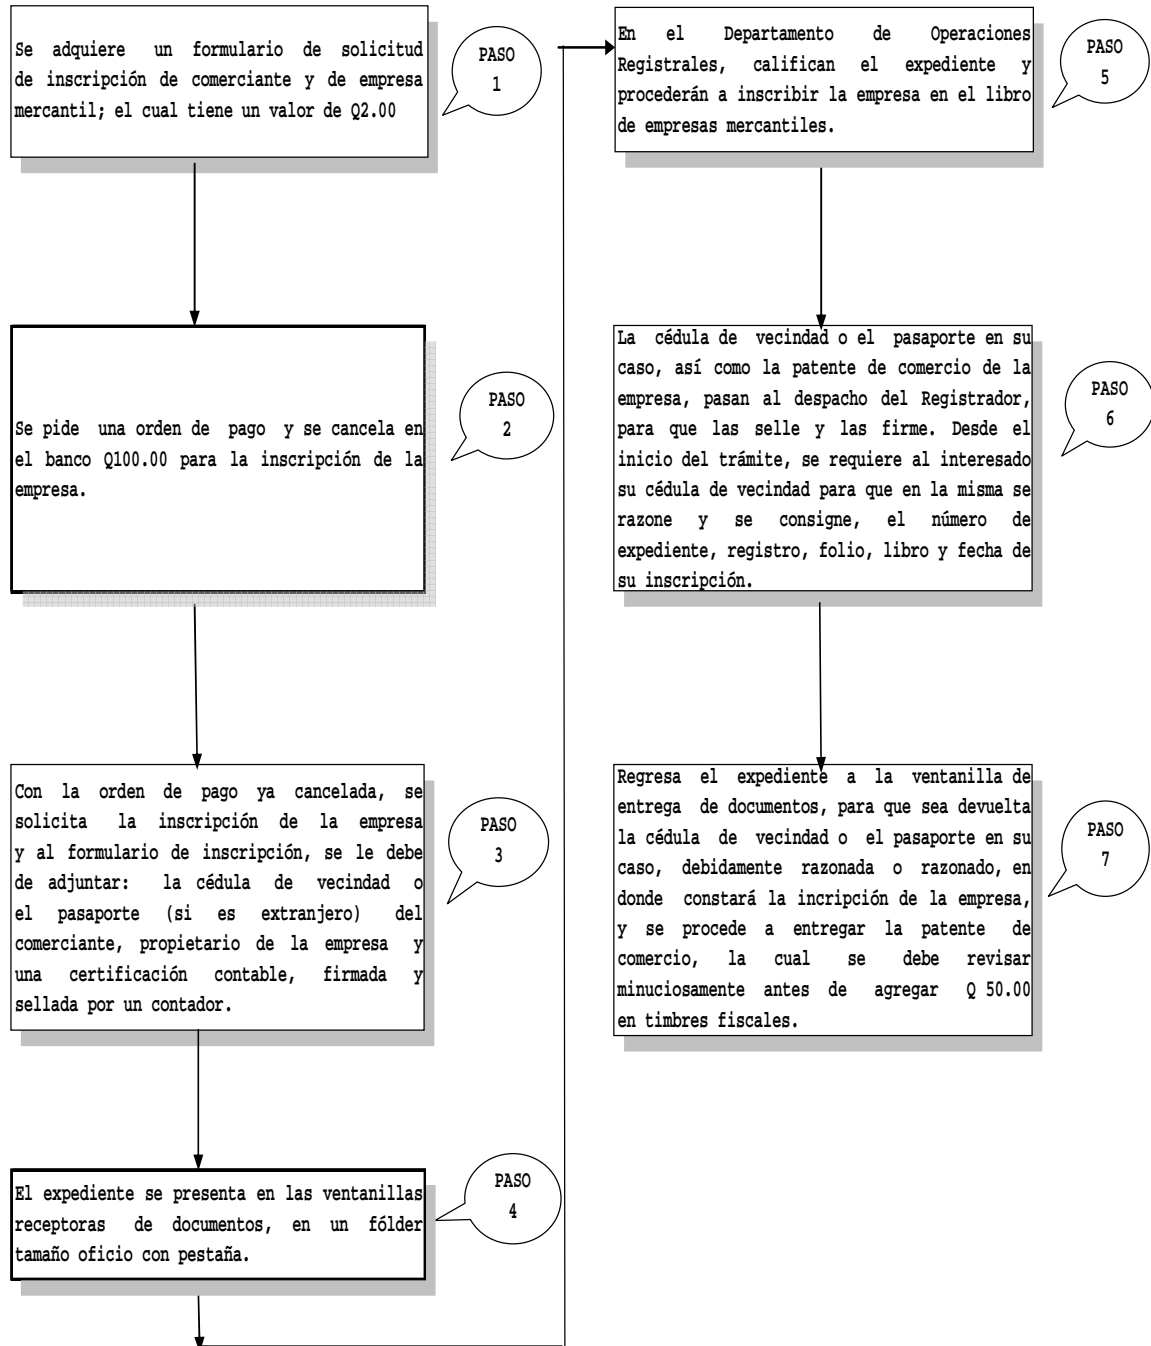 Se adquiere un formulario de solicitud
de inscripción de comerciante y de empresa
mercantil; el cual tiene un valor de Q2.00
PASO
1
Se pide una orden de pago y se cancela en
el banco Q100.00 para la inscripción de la
empresa.
PASO
2
Con la orden de pago ya cancelada, se
solicita la inscripción de la empresa
y al formulario de inscripción, se le debe
de adjuntar: la cédula de vecindad o
el pasaporte (si es extranjero) del
comerciante, propietario de la empresa y
una certificación contable, firmada y
sellada por un contador.
PASO
3
El expediente se presenta en las ventanillas
receptoras de documentos, en un fólder
tamaño oficio con pestaña.
PASO
4
En el Departamento de Operaciones
Registrales, califican el expediente y
procederán a inscribir la empresa en el libro
de empresas mercantiles.
PASO
5
La cédula de vecindad o el pasaporte en su
caso, así como la patente de comercio de la
empresa, pasan al despacho del Registrador,
para que las selle y las firme. Desde el
inicio del trámite, se requiere al interesado
su cédula de vecindad para que en la misma se
razone y se consigne, el número de
expediente, registro, folio, libro y fecha de
su inscripción.
PASO
6
Regresa el expediente a la ventanilla de
entrega de documentos, para que sea devuelta
la cédula de vecindad o el pasaporte en su
caso, debidamente razonada o razonado, en
donde constará la incripción de la empresa,
y se procede a entregar la patente de
comercio, la cual se debe revisar
minuciosamente antes de agregar Q 50.00
en timbres fiscales.
PASO
7